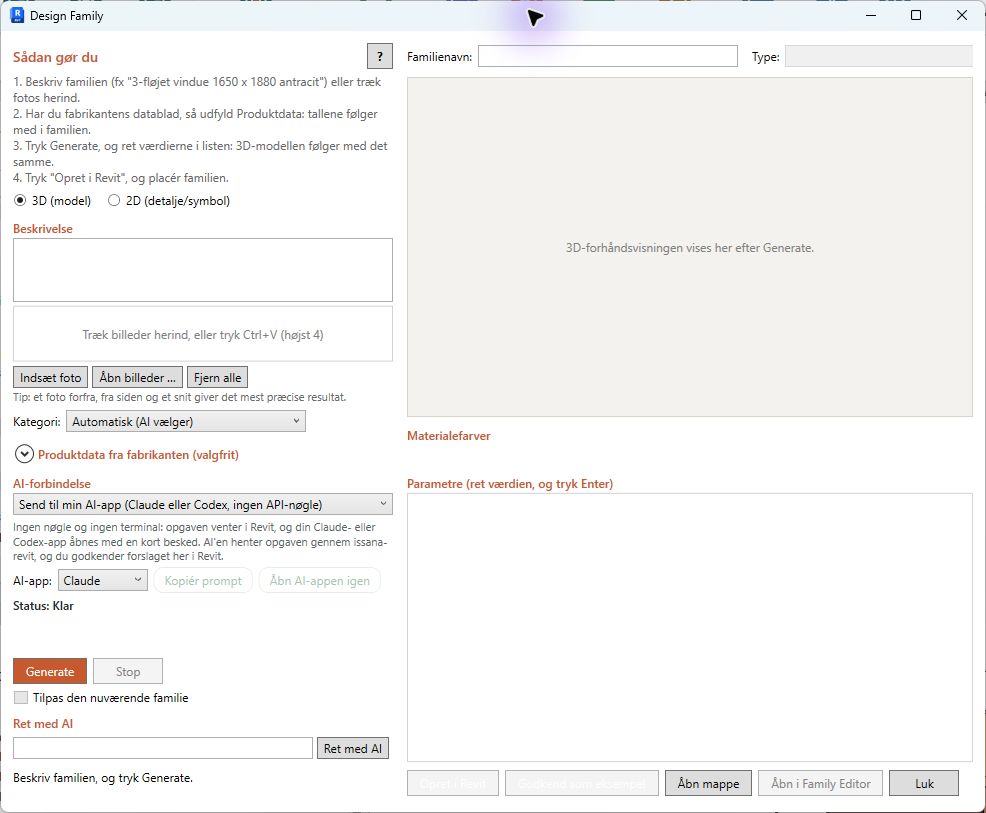 Design Family
Sådan gør du
?
1. Beskriv familien (fx "3-fløjet vindue 1650 x 1880 antracit") eller træk
fotos herind.
2. Har du fabrikantens datablad, så udfyld Produktdata: tallene følger
med i familien.
3. Tryk Generate, og ret værdierne i listen: 3D-modellen følger med det
samme.
4. Tryk "Opret i Revit", og placér familien.
3D (model) 2D (detalje/symbol)
Beskrivelse
Træk billeder herind, eller tryk Ctrl+V (højst 4)
Indsæt foto Åbn billeder ... Fjern alle
Tip: et foto forfra, fra siden og et snit giver det mest præcise resultat.
Kategori: Automatisk (AI vælger)
Produktdata fra fabrikanten (valgfrit)
AI-forbindelse
Send til min AI-app (Claude eller Codex, ingen API-nøgle)
Ingen nøgle og ingen terminal: opgaven venter i Revit, og din Claude- eller
Codex-app åbnes med en kort besked. AI'en henter opgaven gennem issana-
revit, og du godkender forslaget her i Revit.
AI-app: Claude Kopiér prompt Åbn AI-appen igen
Status: Klar
Generate Stop
Tilpas den nuværende familie
Ret med AI
Ret med AI
Beskriv familien, og tryk Generate.
Familienavn: Type:
3D-forhåndsvisningen vises her efter Generate.
Materialefarver
Parametre (ret værdien, og tryk Enter)
Opret i Revit Godkend som eksempel Åbn mappe Åbn i Family Editor Luk